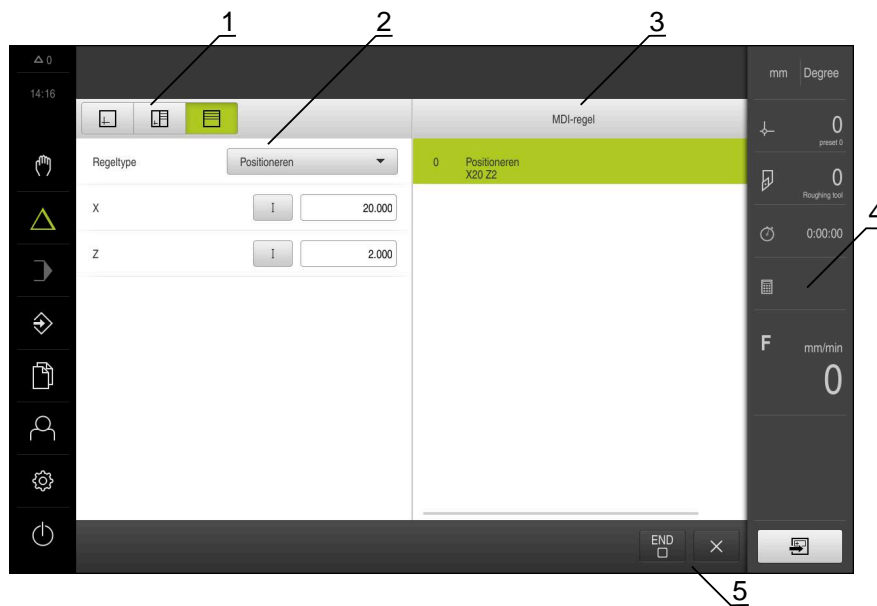 1
2
3
0
14:16
mm Degree
MDI-regel
0
preset 0
Regeltype
Positioneren
0 Positioneren
X20 Z2
0
Roughing tool
X
I
20.000
4
0:00:00
Z
I
2.000
F mm/min
0
END
5